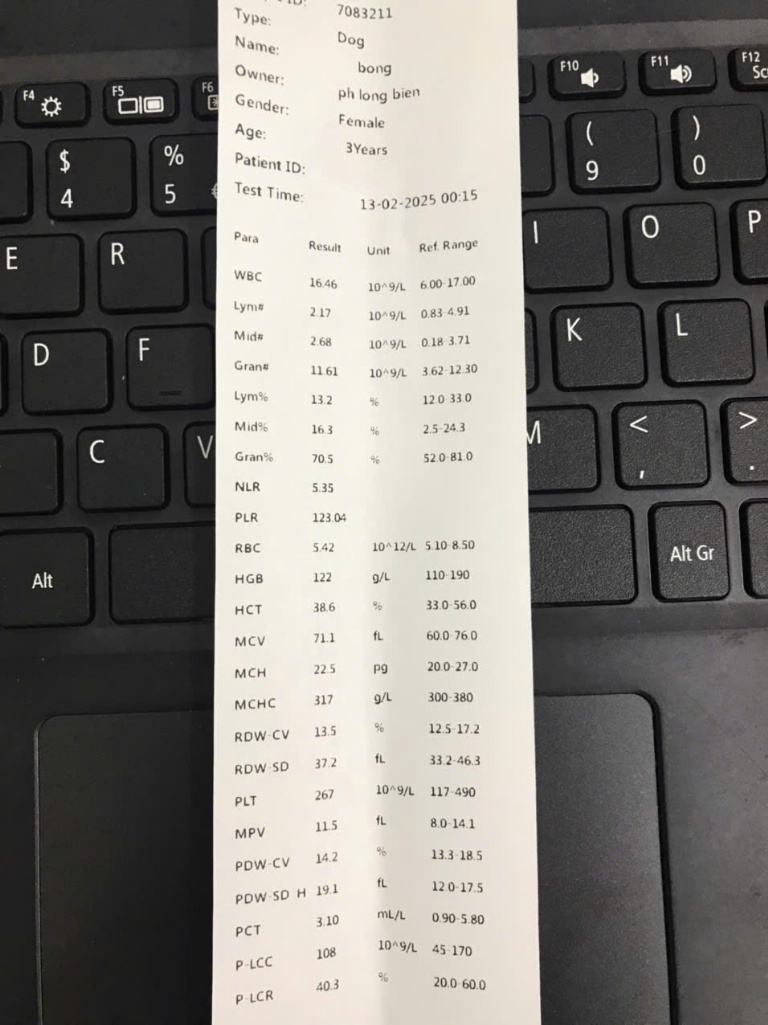 ID: 7083211
Type: Dog
Name: bong
Owner: ph long bien
Gender: Female
Age: 3Years
Patient ID:
Test Time: 13-02-2025 00:15
Para Result Unit Ref. Range
WBC 16.46 10^9/L 6.00-17.00
Lym# 2.17 10^9/L 0.83-4.91
Mid# 2.68 10^9/L 0.18-3.71
Gran# 11.61 10^9/L 3.62-12.30
Lym% 13.2 % 12.0-33.0
Mid% 16.3 % 2.5-24.3
Gran% 70.5 % 52.0-81.0
NLR 5.35
PLR 123.04
RBC 5.42 10^12/L 5.10-8.50
HGB 122 g/L 110-190
HCT 38.6 % 33.0-56.0
MCV 71.1 fL 60.0-76.0
MCH 22.5 pg 20.0-27.0
MCHC 317 g/L 300-380
RDW-CV 13.5 % 12.5-17.2
RDW-SD 37.2 fL 33.2-46.3
PLT 267 10^9/L 117-490
MPV 11.5 fL 8.0-14.1
PDW-CV 14.2 % 13.3-18.5
PDW-SD H 19.1 fL 12.0-17.5
PCT 3.10 mL/L 0.90-5.80
P-LCC 108 10^9/L 45-170
P-LCR 40.3 % 20.0-60.0
F4 F5 F6 F10 F11 F12
$ % ( )
4 5 9 0
E R I O P
D F K L
C V M < >
, .
Alt Alt Gr